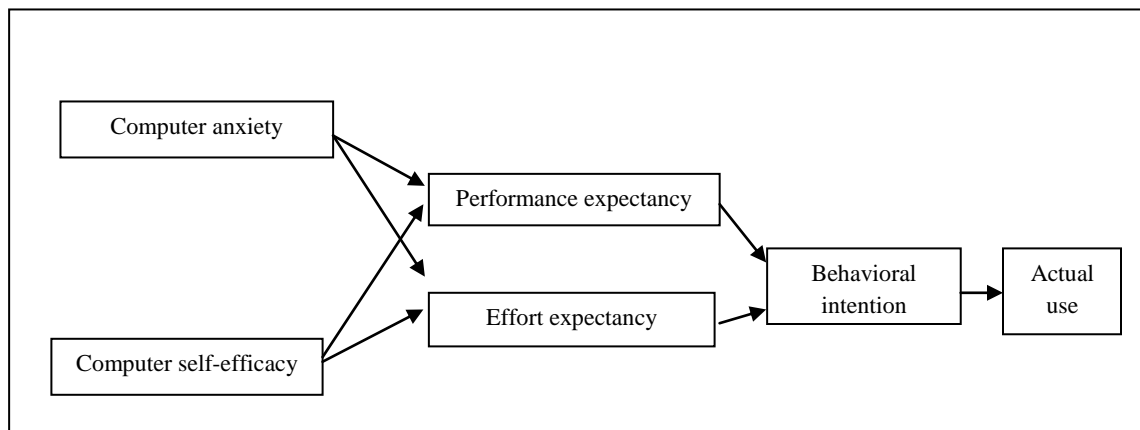 Computer anxiety
Performance expectancy
Behavioral
intention
Actual
use
Effort expectancy
Computer self-efficacy